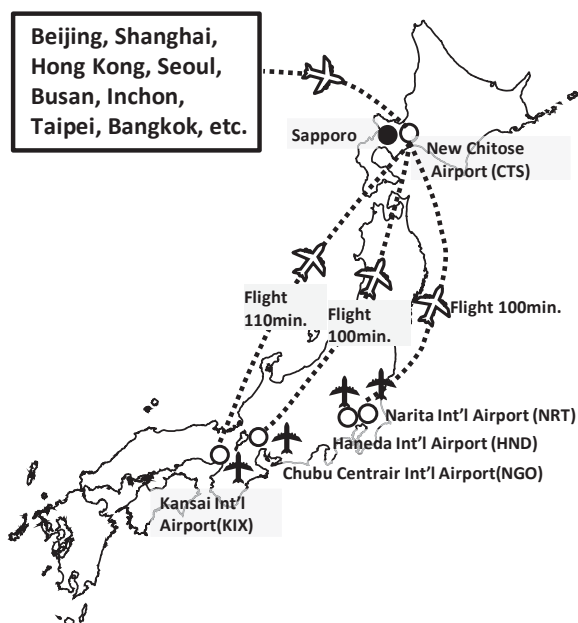 Beijing, Shanghai,
Hong Kong, Seoul,
Busan, Inchon,
Taipei, Bangkok, etc.
Sapporo
New Chitose
Airport (CTS)
Flight
110min.
Flight
100min.
Flight 100min.
Narita Int'l Airport (NRT)
Haneda Int'l Airport (HND)
Chubu Centrair Int'l Airport(NGO)
Kansai Int'l
Airport(KIX)